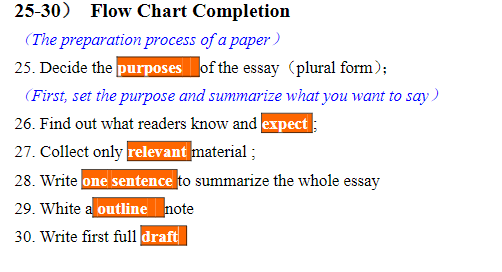 25-30） Flow Chart Completion
（The preparation process of a paper）
25. Decide the purposes of the essay（plural form）;
（First, set the purpose and summarize what you want to say）
26. Find out what readers know and expect ;
27. Collect only relevant material ;
28. Write one sentence to summarize the whole essay
29. White a outline note
30. Write first full draft